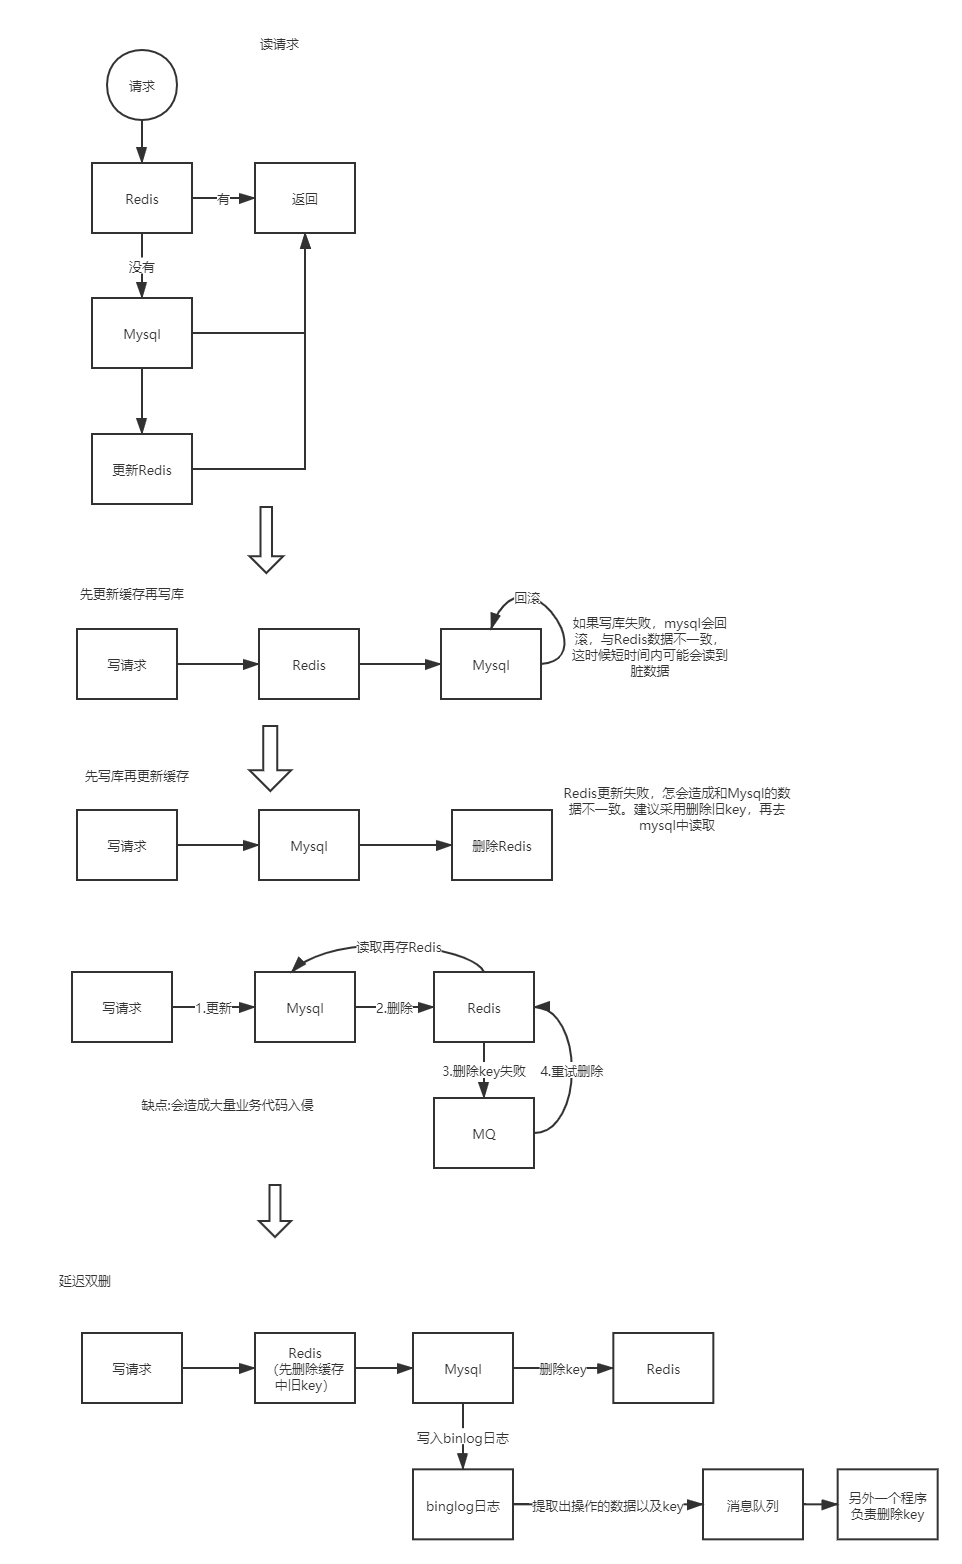 读请求
请求
Redis
有
返回
没有
Mysql
更新Redis
先更新缓存再写库
回滚
写请求
Redis
Mysql
如果写库失败，mysql会回
滚，与Redis数据不一致，
这时候短时间内可能会读到
脏数据
先写库再更新缓存
Redis更新失败，怎会造成和Mysql的数
据不一致。建议采用删除旧key，再去
mysql中读取
写请求
Mysql
删除Redis
读取再存Redis
写请求
1.更新
Mysql
2.删除
Redis
3.删除key失败
4.重试删除
缺点:会造成大量业务代码入侵
MQ
延迟双删
写请求
Redis
（先删除缓存
中旧key）
Mysql
删除key
Redis
写入binlog日志
binglog日志
提取出操作的数据以及key
消息队列
另外一个程序
负责删除key